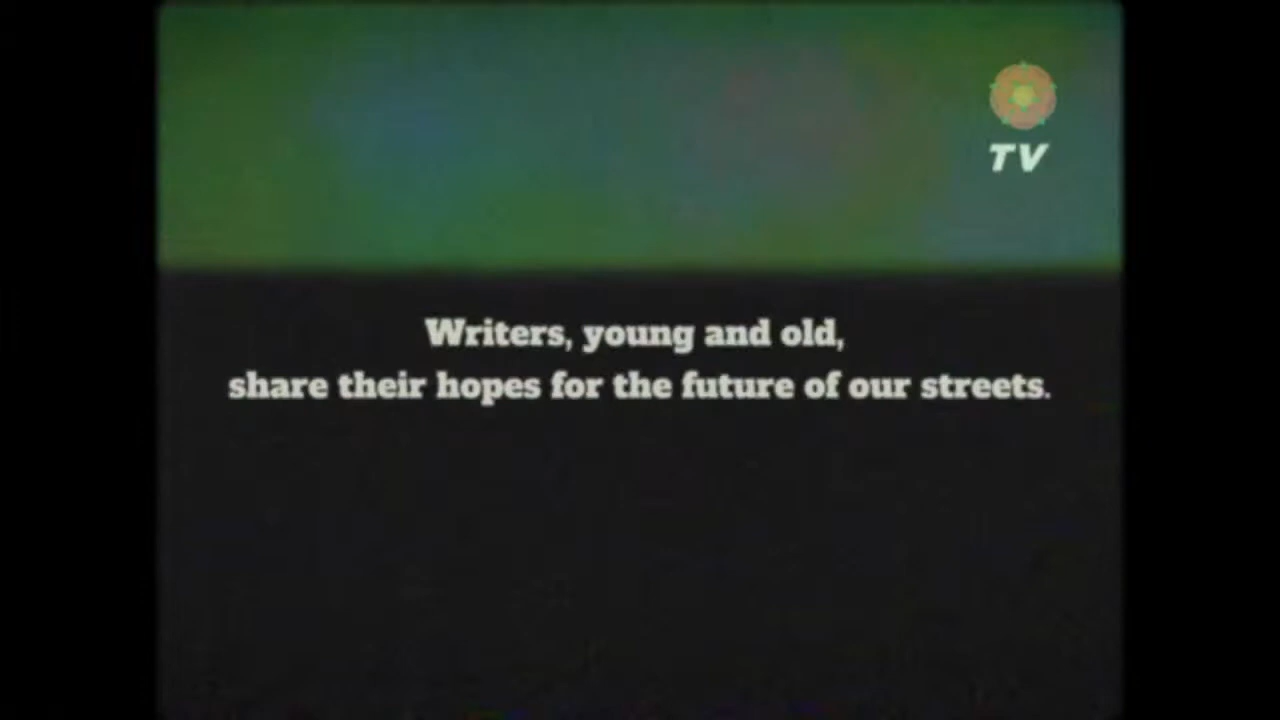 TV
Writers, young and old,
share their hopes for the future of our streets.